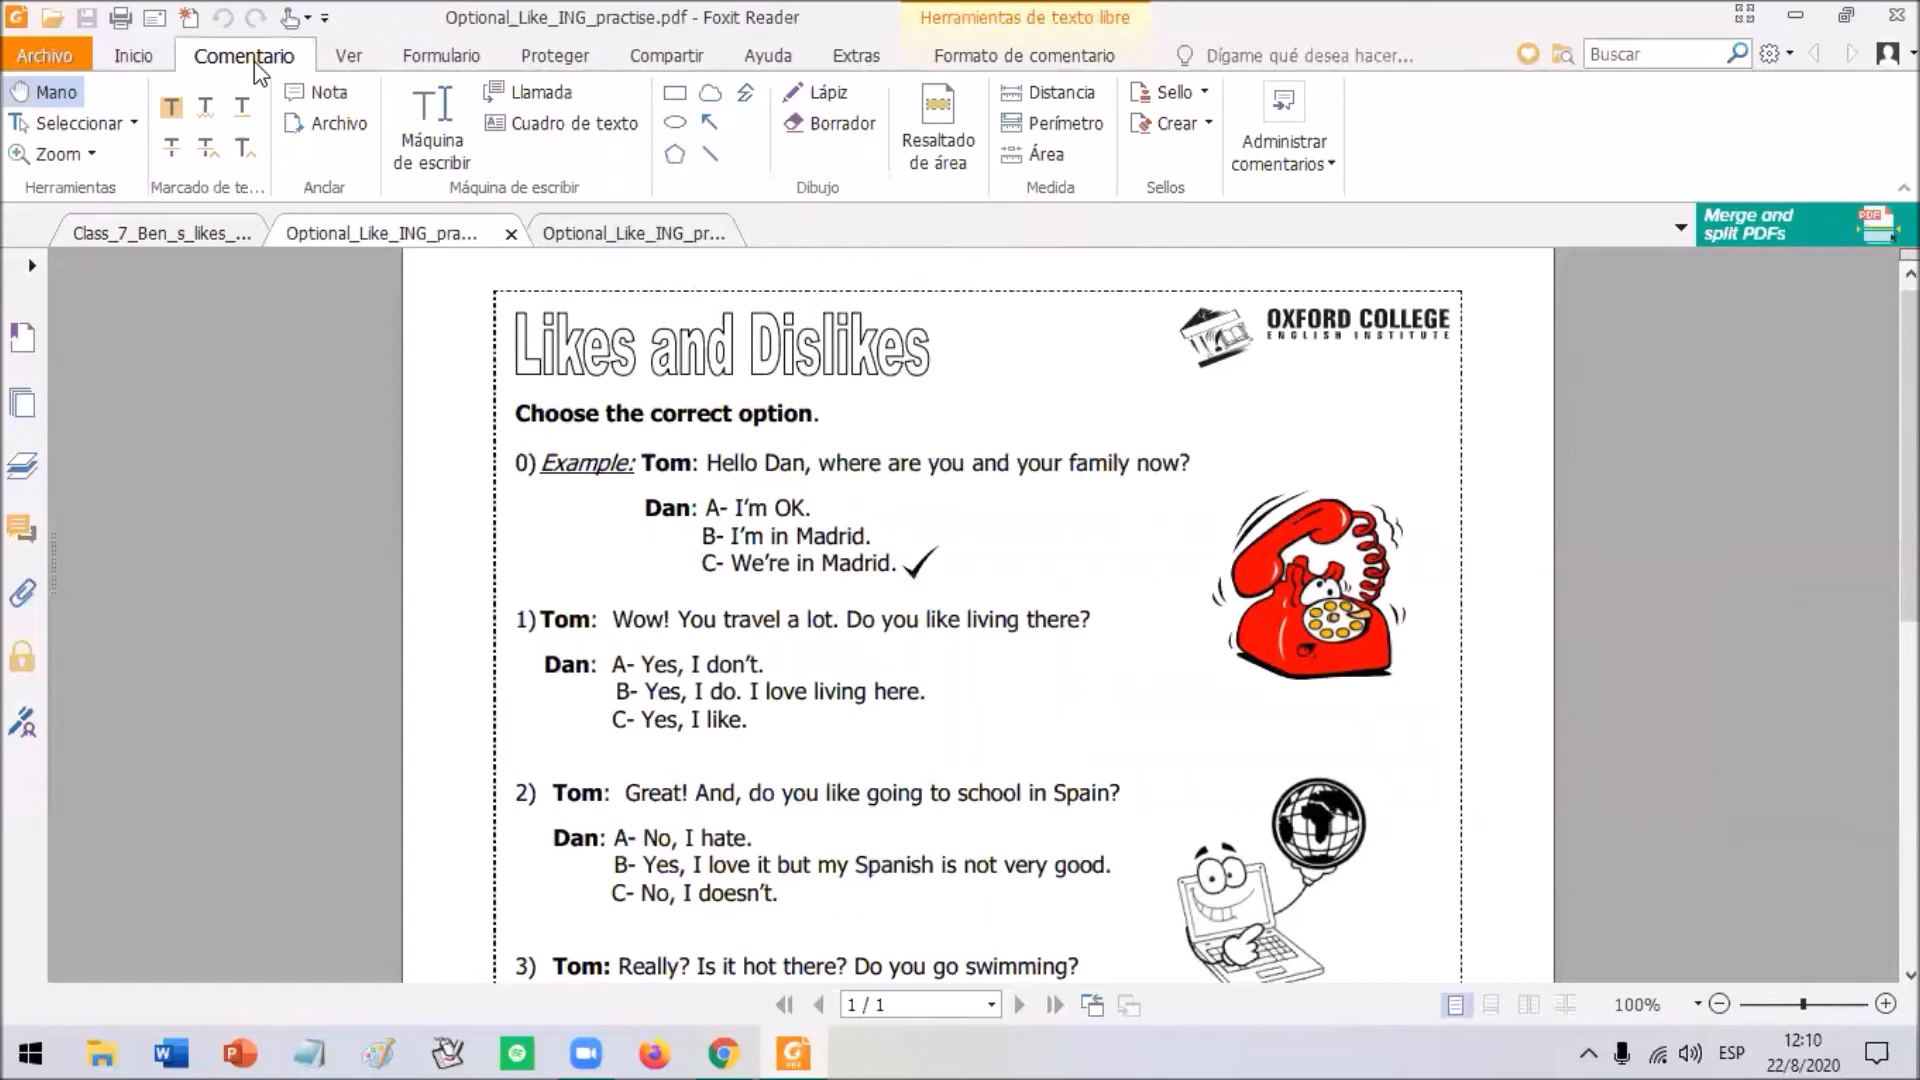 Optional_Like_ING_practise.pdf - Foxit Reader
Herramientas de texto libre
Archivo
Inicio
Comentario
Ver
Formulario
Proteger
Compartir
Ayuda
Extras
Formato de comentario
Dígame qué desea hacer...
Buscar
Mano
Seleccionar
Zoom
Herramientas
Marcado de te...
Nota
Archivo
Anclar
Máquina
de escribir
Llamada
Cuadro de texto
Máquina de escribir
Lápiz
Borrador
Dibujo
Resaltado
de área
Distancia
Perímetro
Área
Medida
Sello
Crear
Sellos
Administrar
comentarios
Class_7_Ben_s_likes_...
Optional_Like_ING_pra...
Optional_Like_ING_pr...
Merge and
split PDFs
PDF
Likes and Dislikes
OXFORD COLLEGE
ENGLISH INSTITUTE
Choose the correct option.
0) Example: Tom: Hello Dan, where are you and your family now?
Dan: A- I'm OK.
B- I'm in Madrid.
C- We're in Madrid.
1) Tom: Wow! You travel a lot. Do you like living there?
Dan: A- Yes, I don't.
B- Yes, I do. I love living here.
C- Yes, I like.
2) Tom: Great! And, do you like going to school in Spain?
Dan: A- No, I hate.
B- Yes, I love it but my Spanish is not very good.
C- No, I doesn't.
3) Tom: Really? Is it hot there? Do you go swimming?
1 / 1
100%
ESP
12:10
22/8/2020